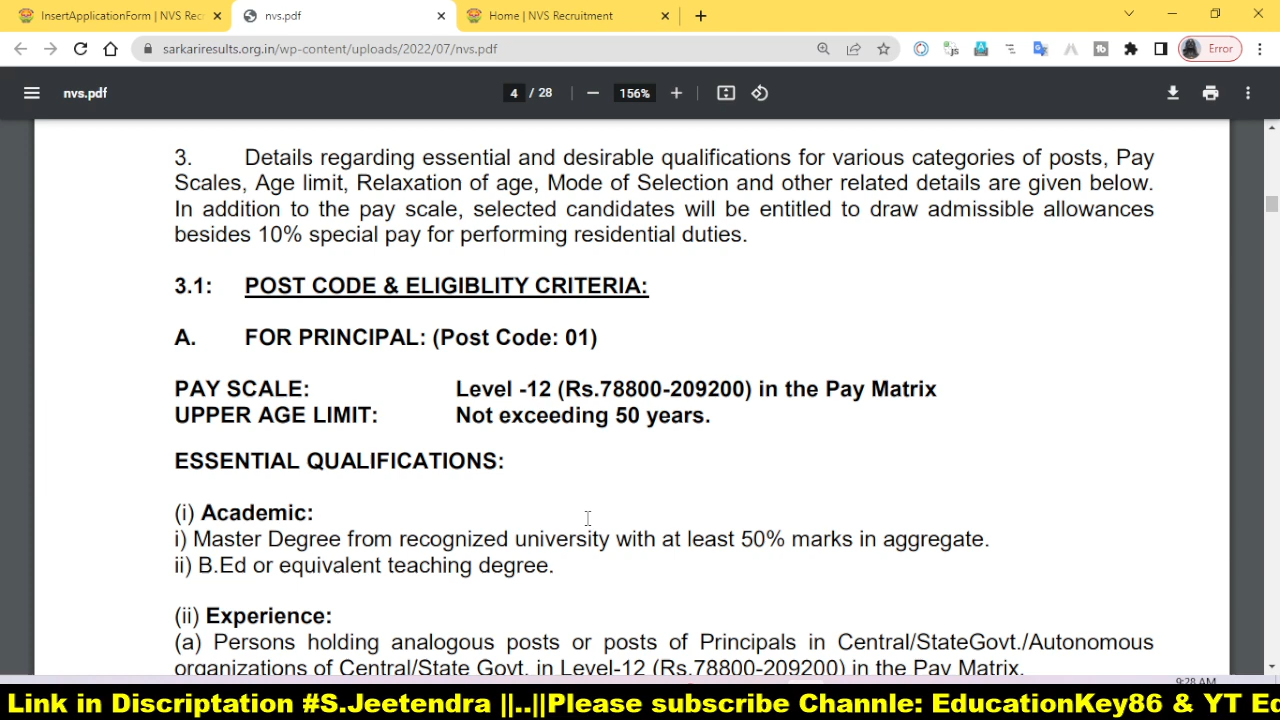 InsertApplicationForm | NVS Rec
nvs.pdf
Home | NVS Recruitment
sarkariresults.org.in/wp-content/uploads/2022/07/nvs.pdf
Error
nvs.pdf
4 / 28
156%
3. Details regarding essential and desirable qualifications for various categories of posts, Pay
Scales, Age limit, Relaxation of age, Mode of Selection and other related details are given below.
In addition to the pay scale, selected candidates will be entitled to draw admissible allowances
besides 10% special pay for performing residential duties.
3.1: POST CODE & ELIGIBLITY CRITERIA:
A. FOR PRINCIPAL: (Post Code: 01)
PAY SCALE: Level -12 (Rs.78800-209200) in the Pay Matrix
UPPER AGE LIMIT: Not exceeding 50 years.
ESSENTIAL QUALIFICATIONS:
(i) Academic:
i) Master Degree from recognized university with at least 50% marks in aggregate.
ii) B.Ed or equivalent teaching degree.
(ii) Experience:
(a) Persons holding analogous posts or posts of Principals in Central/StateGovt./Autonomous
organizations of Central/State Govt. in Level-12 (Rs.78800-209200) in the Pay Matrix.
9:28 AM
Link in Discriptation #S.Jeetendra ||..||Please subscribe Channle: EducationKey86 & YT Ed